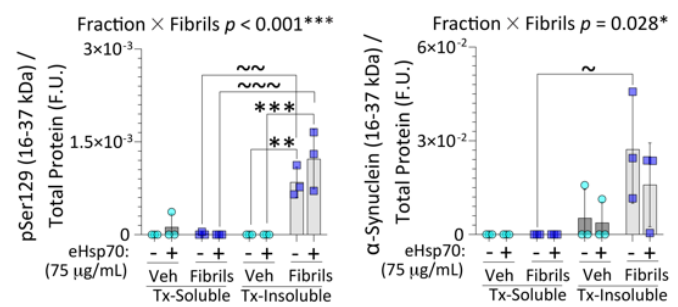 Fraction × Fibrils p < 0.001***
pSer129 (16-37 kDa) /
Total Protein (F.U.)
3×10⁻³
1.5×10⁻³
0
~~
~~~
***
**
eHsp70: - + - + - + - +
(75 μg/mL) Veh Fibrils Veh Fibrils
Tx-Soluble Tx-Insoluble
Fraction × Fibrils p = 0.028*
α-Synuclein (16-37 kDa) /
Total Protein (F.U.)
6×10⁻²
3×10⁻²
0
~
eHsp70: - + - + - + - +
(75 μg/mL) Veh Fibrils Veh Fibrils
Tx-Soluble Tx-Insoluble